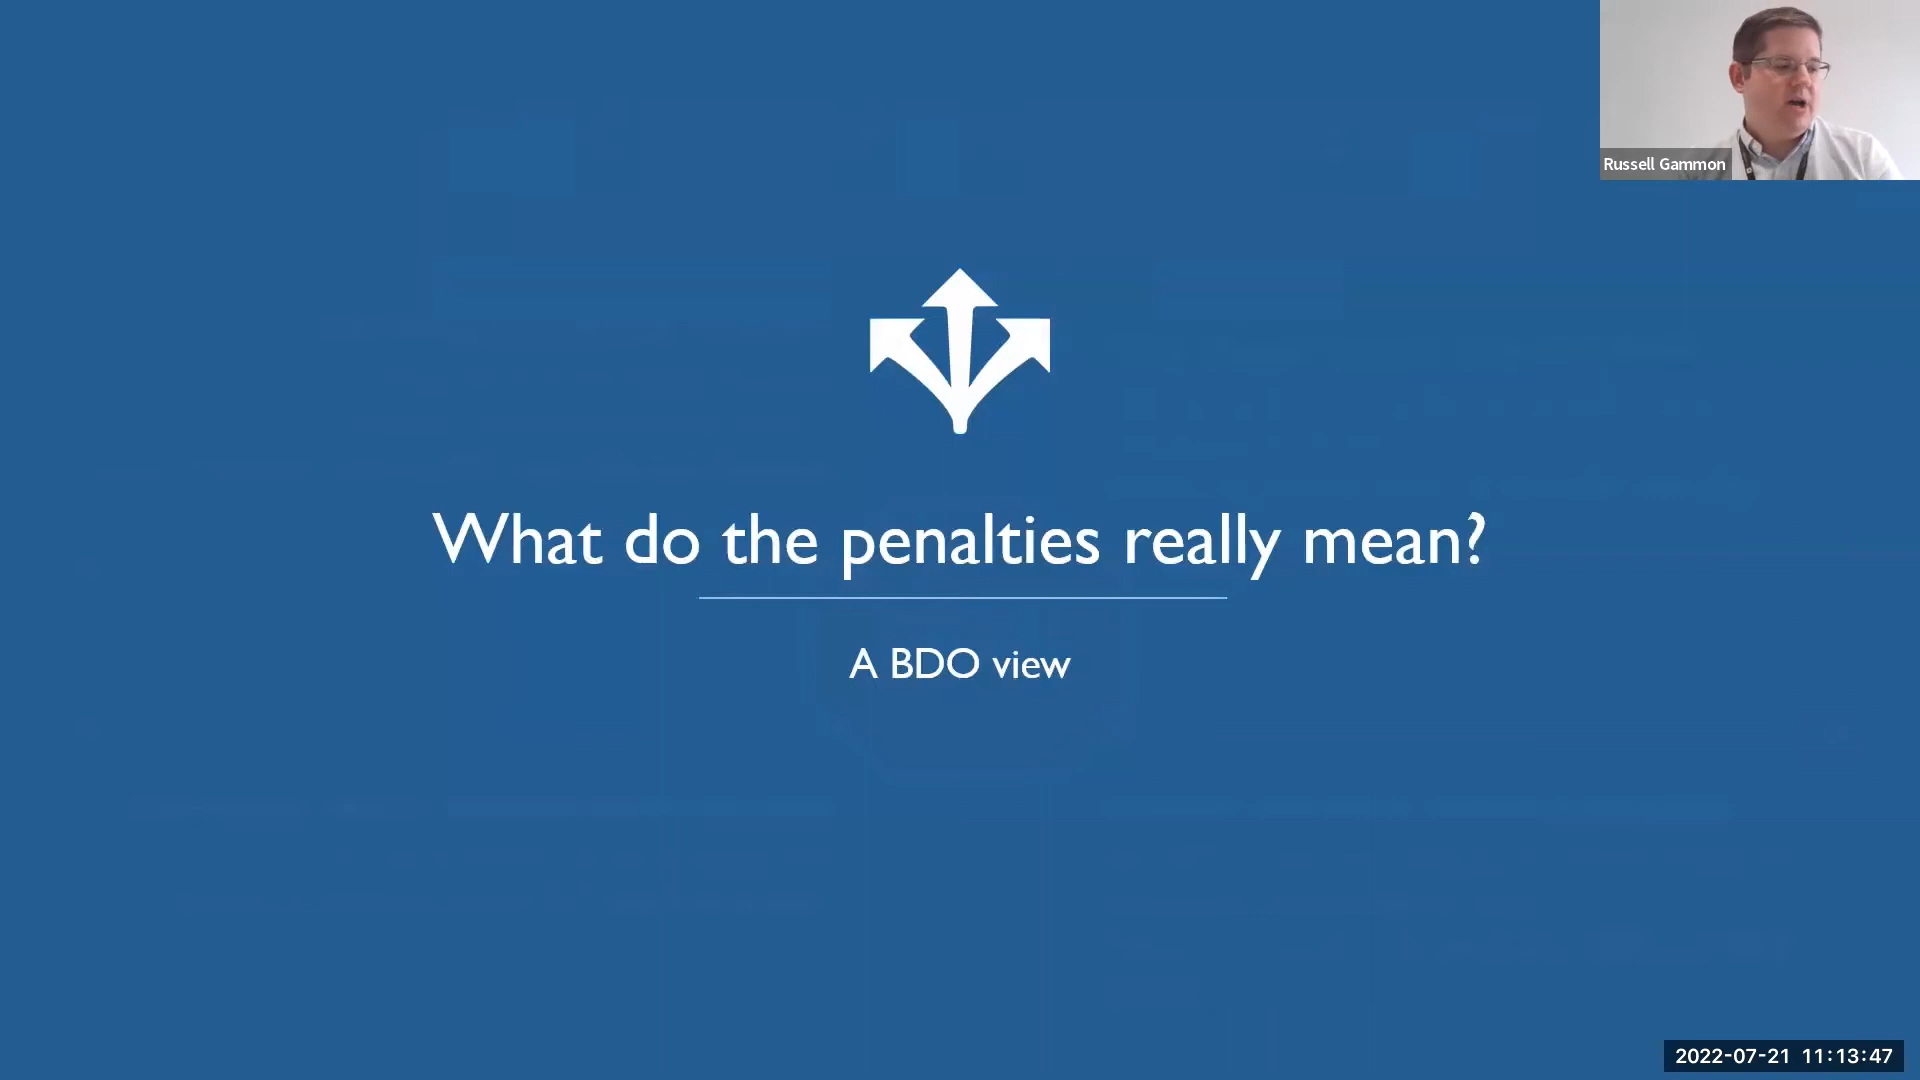 Russell Gammon
What do the penalties really mean?
A BDO view
2022-07-21 11:13:47